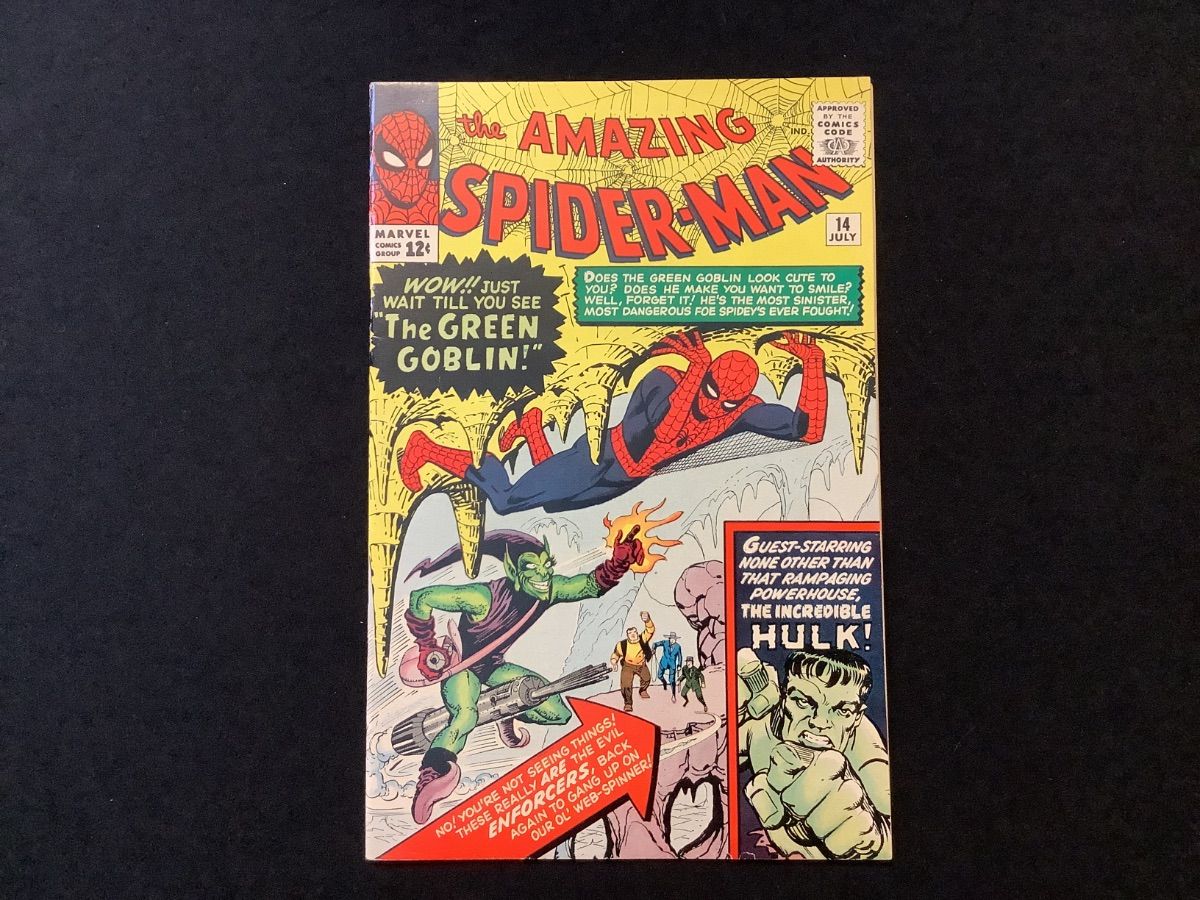 the AMAZING
SPIDER-MAN
IND.
APPROVED
BY THE
COMICS
CODE
CA
AUTHORITY
MARVEL
COMICS
GROUP 12¢
14
JULY
WOW!! JUST
WAIT TILL YOU SEE
"The GREEN
GOBLIN!"
DOES THE GREEN GOBLIN LOOK CUTE TO
YOU? DOES HE MAKE YOU WANT TO SMILE?
WELL, FORGET IT! HE'S THE MOST SINISTER,
MOST DANGEROUS FOE SPIDEY'S EVER FOUGHT!
GUEST-STARRING
NONE OTHER THAN
THAT RAMPAGING
POWERHOUSE,
THE INCREDIBLE
HULK!
NO! YOU'RE NOT SEEING THINGS!
THESE REALLY ARE THE EVIL
ENFORCERS, BACK
AGAIN TO GANG UP ON
OUR OL' WEB-SPINNER!